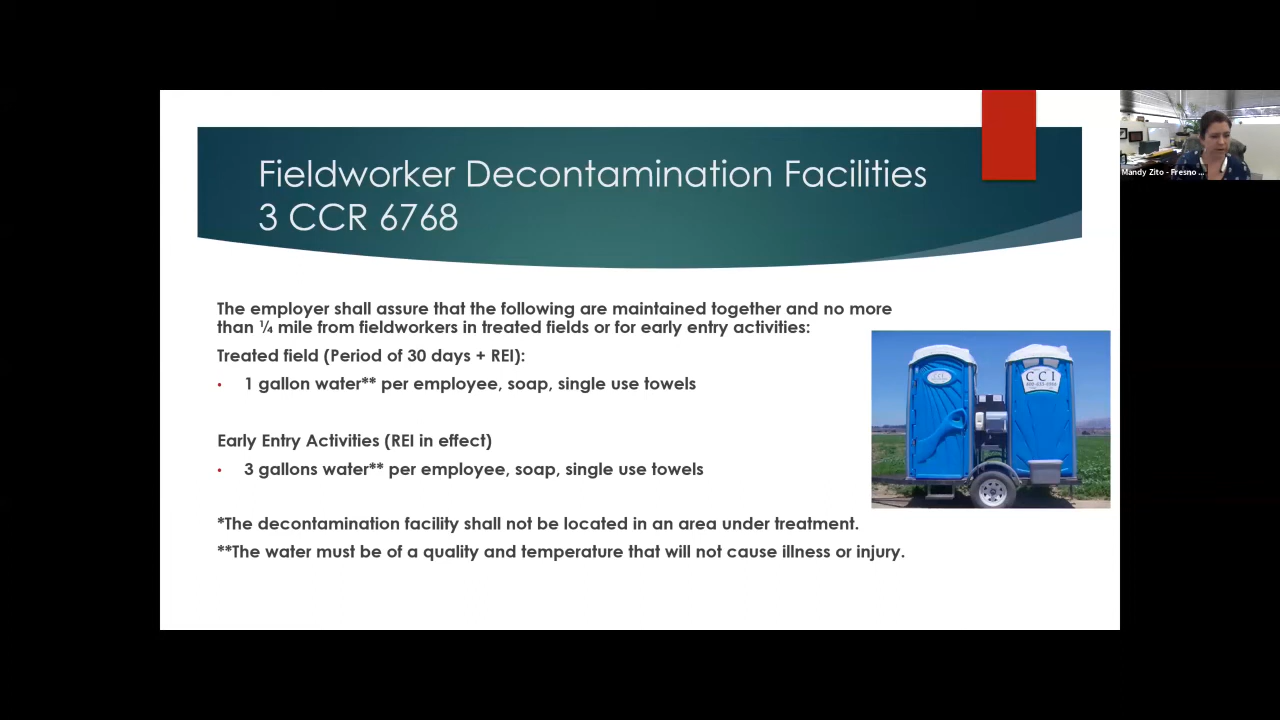 Fieldworker Decontamination Facilities
3 CCR 6768
The employer shall assure that the following are maintained together and no more
than ¼ mile from fieldworkers in treated fields or for early entry activities:
Treated field (Period of 30 days + REI):
• 1 gallon water** per employee, soap, single use towels
Early Entry Activities (REI in effect)
• 3 gallons water** per employee, soap, single use towels
*The decontamination facility shall not be located in an area under treatment.
**The water must be of a quality and temperature that will not cause illness or injury.
CCI
Mandy Zito - Fresno ...